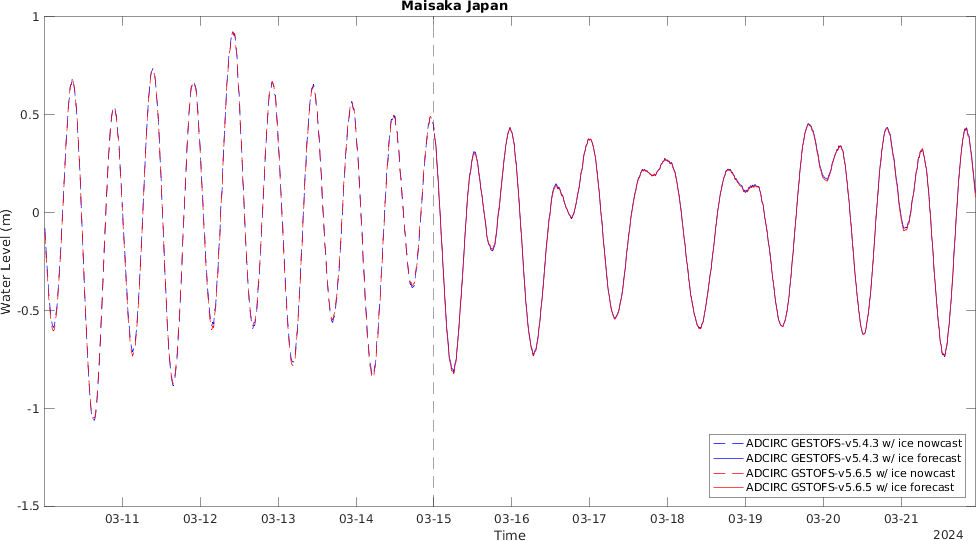 Maisaka Japan
1
0.5
0
-0.5
-1
-1.5
Water Level (m)
03-11 03-12 03-13 03-14 03-15 03-16 03-17 03-18 03-19 03-20 03-21
Time
2024
ADCIRC GESTOFS-v5.4.3 w/ ice nowcast
ADCIRC GESTOFS-v5.4.3 w/ ice forecast
ADCIRC GSTOFS-v5.6.5 w/ ice nowcast
ADCIRC GSTOFS-v5.6.5 w/ ice forecast